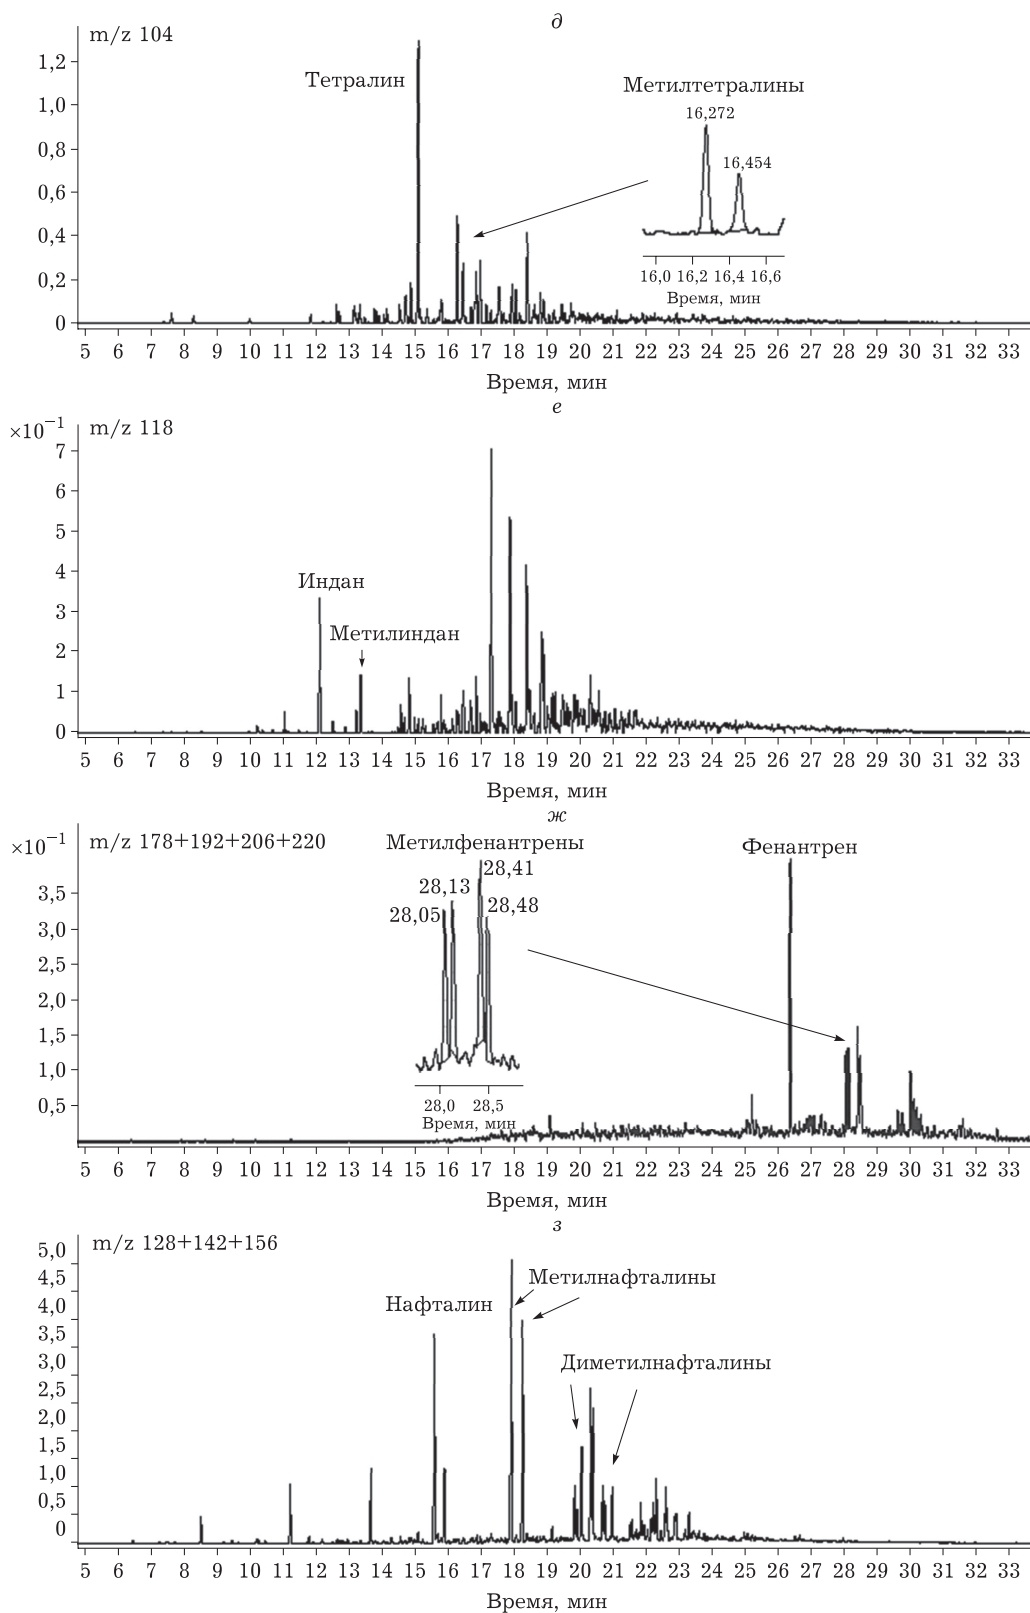 д
m/z 104
1,2
1,0
0,8
0,6
0,4
0,2
0
Тетралин
Метилтетралины
16,272
16,454
16,0 16,2 16,4 16,6
Время, мин
5 6 7 8 9 10 11 12 13 14 15 16 17 18 19 20 21 22 23 24 25 26 27 28 29 30 31 32 33
Время, мин
е
×10⁻¹
m/z 118
7
6
5
4
3
2
1
0
Индан
Метилиндан
5 6 7 8 9 10 11 12 13 14 15 16 17 18 19 20 21 22 23 24 25 26 27 28 29 30 31 32 33
Время, мин
ж
×10⁻¹
m/z 178+192+206+220
3,5
3,0
2,5
2,0
1,5
1,0
0,5
Метилфенантрены
28,41
28,13
28,05
28,48
28,0 28,5
Время, мин
Фенантрен
5 6 7 8 9 10 11 12 13 14 15 16 17 18 19 20 21 22 23 24 25 26 27 28 29 30 31 32 33
Время, мин
з
m/z 128+142+156
5,0
4,5
4,0
3,5
3,0
2,5
2,0
1,5
1,0
0,5
0
Нафталин
Метилнафталины
Диметилнафталины
5 6 7 8 9 10 11 12 13 14 15 16 17 18 19 20 21 22 23 24 25 26 27 28 29 30 31 32 33
Время, мин